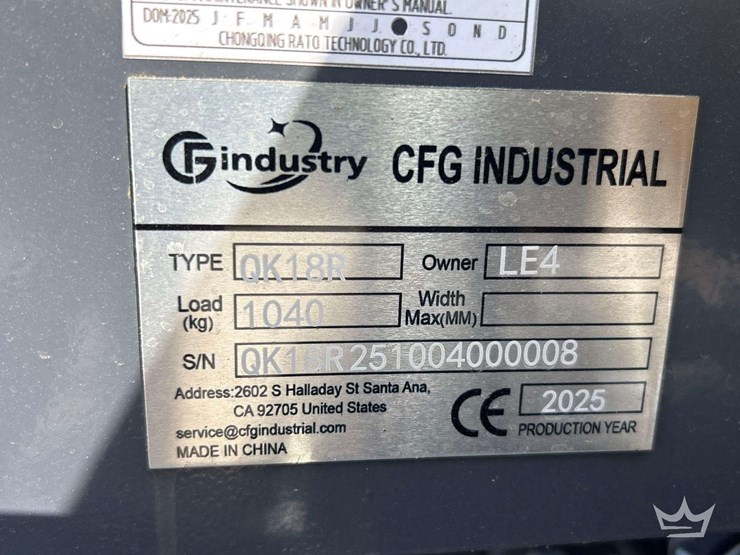 MAINTENANCE SHOWN IN OWNER'S MANUAL.
DOM:2025 J F M A M J J S O N D
CHONGQING RATO TECHNOLOGY CO., LTD.
CFG industry CFG INDUSTRIAL
TYPE QK18R Owner LE4
Load (kg) 1040 Width Max(MM)
S/N QK18R251004000008
Address:2602 S Halladay St Santa Ana,
CA 92705 United States
service@cfgindustrial.com
MADE IN CHINA
CE 2025
PRODUCTION YEAR